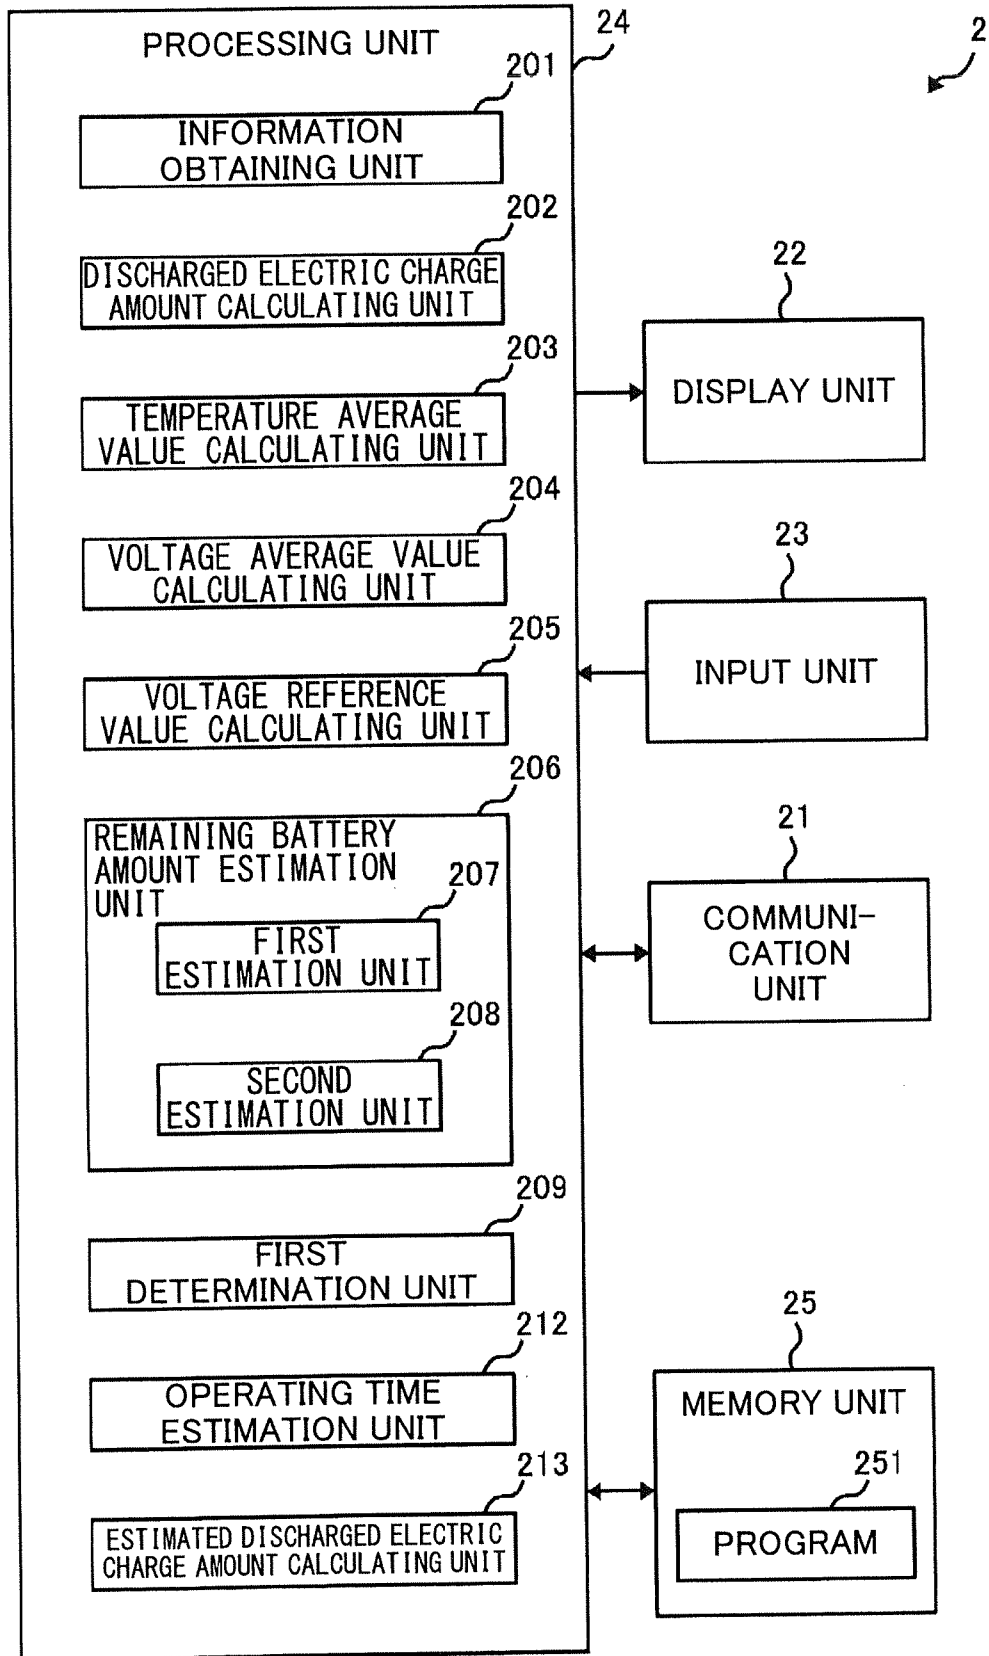 PROCESSING UNIT
24
2
201
INFORMATION
OBTAINING UNIT
202
DISCHARGED ELECTRIC CHARGE
AMOUNT CALCULATING UNIT
203
TEMPERATURE AVERAGE
VALUE CALCULATING UNIT
204
VOLTAGE AVERAGE VALUE
CALCULATING UNIT
205
VOLTAGE REFERENCE
VALUE CALCULATING UNIT
206
REMAINING BATTERY
AMOUNT ESTIMATION
UNIT
207
FIRST
ESTIMATION UNIT
208
SECOND
ESTIMATION UNIT
209
FIRST
DETERMINATION UNIT
212
OPERATING TIME
ESTIMATION UNIT
213
ESTIMATED DISCHARGED ELECTRIC
CHARGE AMOUNT CALCULATING UNIT
22
DISPLAY UNIT
23
INPUT UNIT
21
COMMUNI-
CATION
UNIT
25
MEMORY UNIT
251
PROGRAM